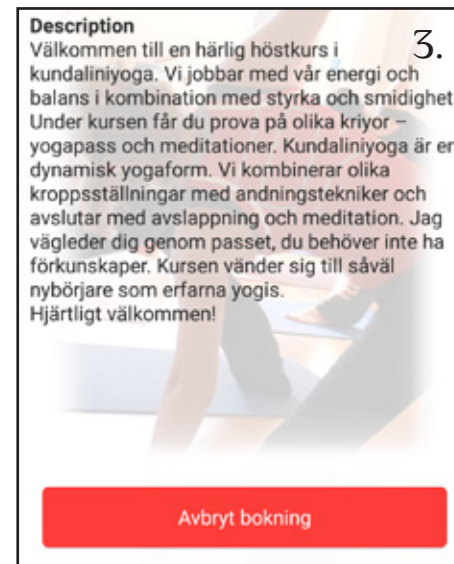 Description
3.
Välkommen till en härlig höstkurs i
kundaliniyoga. Vi jobbar med vår energi och
balans i kombination med styrka och smidighet
Under kursen får du prova på olika kriyor –
yogapass och meditationer. Kundaliniyoga är en
dynamisk yogaform. Vi kombinerar olika
kroppsställningar med andningstekniker och
avslutar med avslappning och meditation. Jag
vägleder dig genom passet, du behöver inte ha
förkunskaper. Kursen vänder sig till såväl
nybörjare som erfarna yogis.
Hjärtligt välkommen!
Avbryt bokning